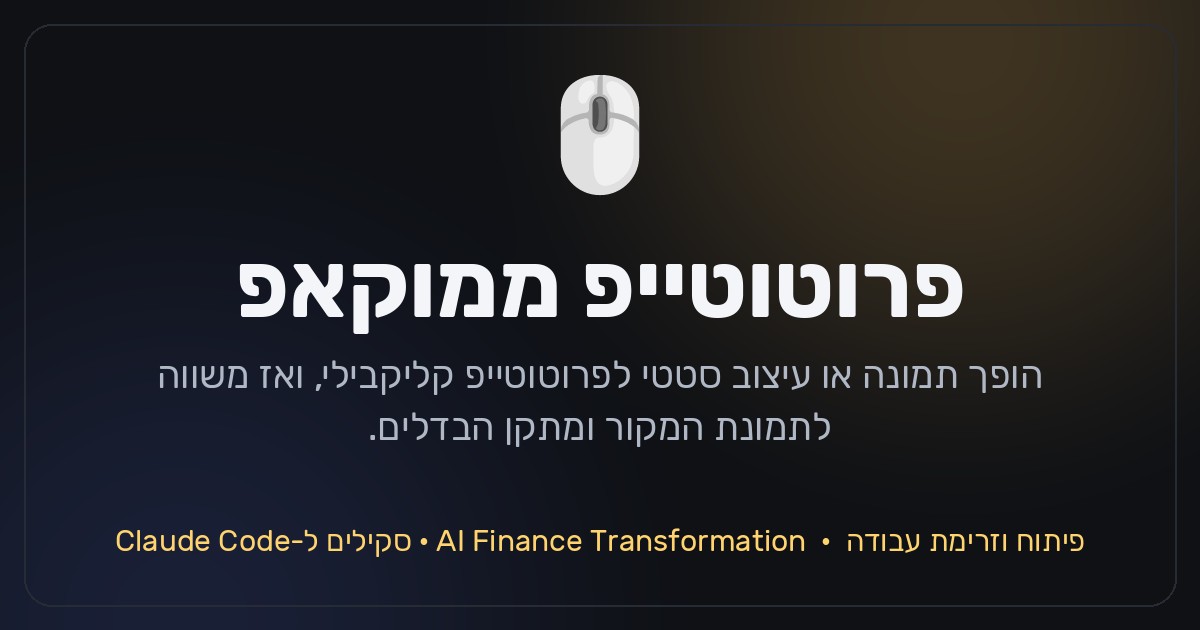 פרוטוטייפ ממוקאפ
הופך תמונה או עיצוב סטטי לפרוטוטייפ קליקבילי, ואז משווה
לתמונת המקור ומתקן הבדלים.
פיתוח וזרימת עבודה • AI Finance Transformation • סקילים ל-Claude Code